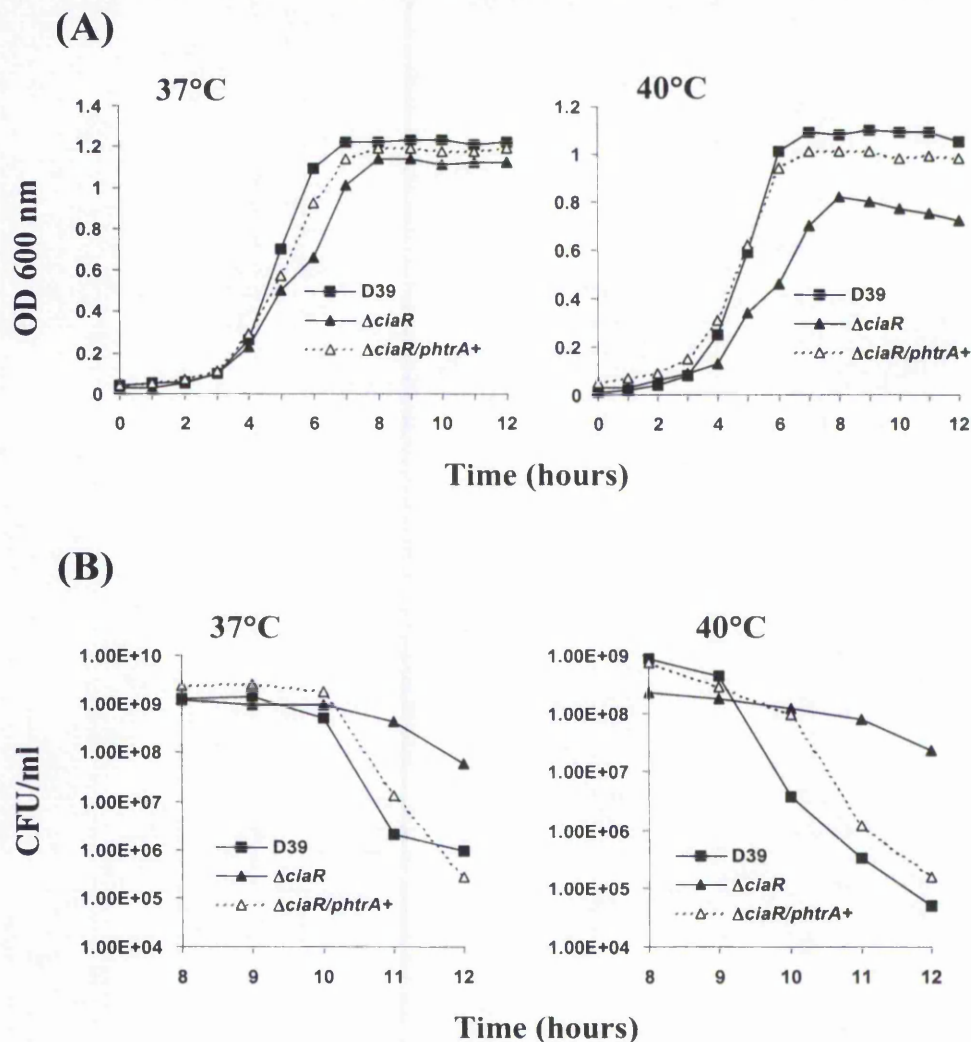 (A)
37°C
1.4
1.2
1
0.8
0.6
0.4
0.2
0
0 2 4 6 8 10 12
D39
ΔciaR
ΔciaR/phtrA+
40°C
1.2
1
0.8
0.6
0.4
0.2
0
0 2 4 6 8 10 12
D39
ΔciaR
ΔciaR/phtrA+
OD 600 nm
Time (hours)
(B)
37°C
1.00E+10
1.00E+09
1.00E+08
1.00E+07
1.00E+06
1.00E+05
1.00E+04
8 9 10 11 12
D39
ΔciaR
ΔciaR/phtrA+
40°C
1.00E+09
1.00E+08
1.00E+07
1.00E+06
1.00E+05
1.00E+04
8 9 10 11 12
D39
ΔciaR
ΔciaR/phtrA+
CFU/ml
Time (hours)